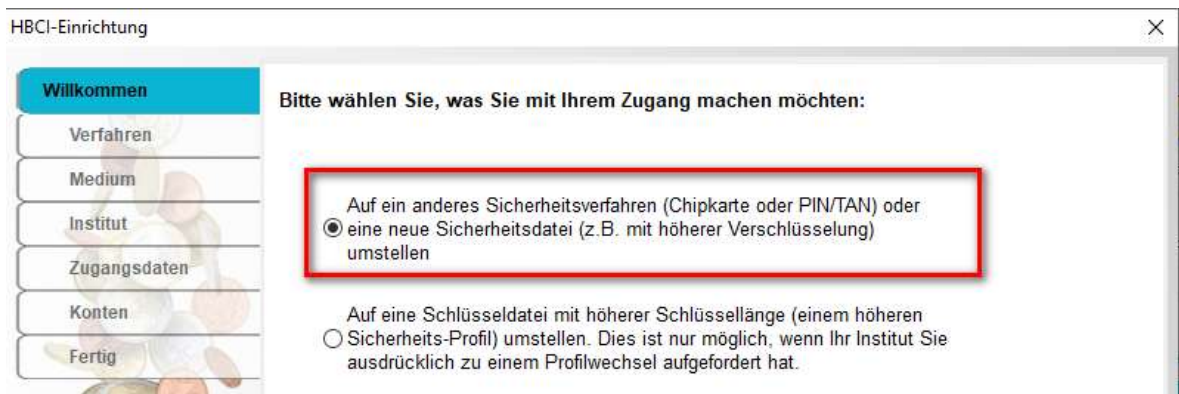 HBCI-Einrichtung
Willkommen
Verfahren
Medium
Institut
Zugangsdaten
Konten
Fertig
Bitte wählen Sie, was Sie mit Ihrem Zugang machen möchten:
Auf ein anderes Sicherheitsverfahren (Chipkarte oder PIN/TAN) oder
eine neue Sicherheitsdatei (z.B. mit höherer Verschlüsselung)
umstellen
Auf eine Schlüsseldatei mit höherer Schlüssellänge (einem höheren
Sicherheits-Profil) umstellen. Dies ist nur möglich, wenn Ihr Institut Sie
ausdrücklich zu einem Profilwechsel aufgefordert hat.